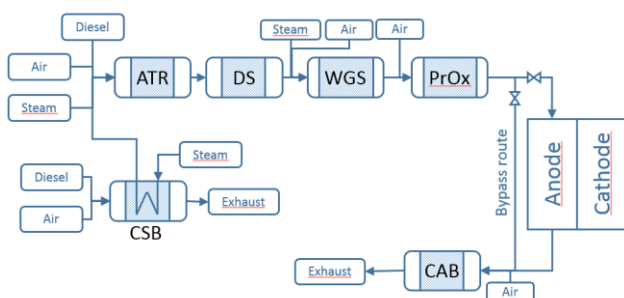 Diesel
Air
Steam
ATR
DS
Steam
Air
WGS
Air
PrOx
Bypass route
Anode
Cathode
Diesel
Air
Steam
CSB
Exhaust
Exhaust
CAB
Air